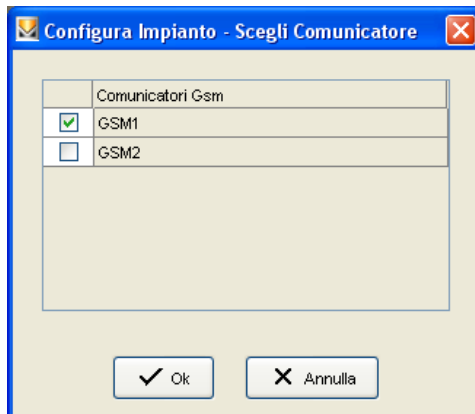 Configura Impianto - Scegli Comunicatore
Comunicatori Gsm
GSM1
GSM2
Ok
Annulla